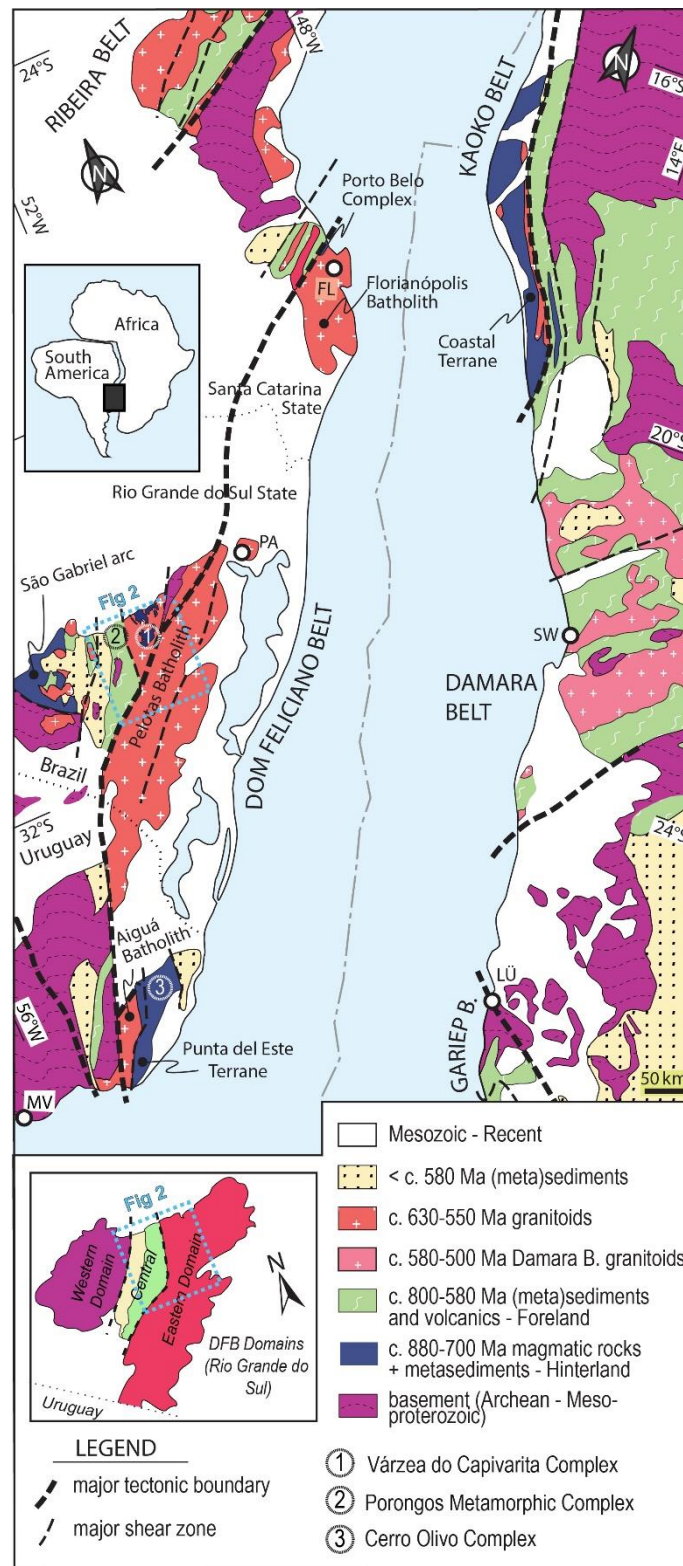 24°S
RIBEIRA BELT
48°W
N
52°W
KAOKO BELT
N
16°S
14°E
Porto Belo
Complex
FL
Florianópolis
Batholith
Coastal
Terrane
Africa
South
America
Santa Catarina
State
20°S
Rio Grande do Sul State
São Gabriel arc
PA
Fig 2
2
1
SW
Pelotas Batholith
DOM FELICIANO BELT
DAMARA
BELT
Brazil
32°S
Uruguay
24°S
Aiguá
Batholith
3
56°W
LÜ
Punta del Este
Terrane
GARIEP B.
50 km
MV
Mesozoic - Recent
< c. 580 Ma (meta)sediments
c. 630-550 Ma granitoids
c. 580-500 Ma Damara B. granitoids
c. 800-580 Ma (meta)sediments
and volcanics - Foreland
c. 880-700 Ma magmatic rocks
+ metasediments - Hinterland
basement (Archean - Meso-
proterozoic)
Fig 2
Western
Domain
Central
Eastern Domain
N
DFB Domains
(Rio Grande do
Sul)
Uruguay
LEGEND
major tectonic boundary
major shear zone
1 Várzea do Capivarita Complex
2 Porongos Metamorphic Complex
3 Cerro Olivo Complex